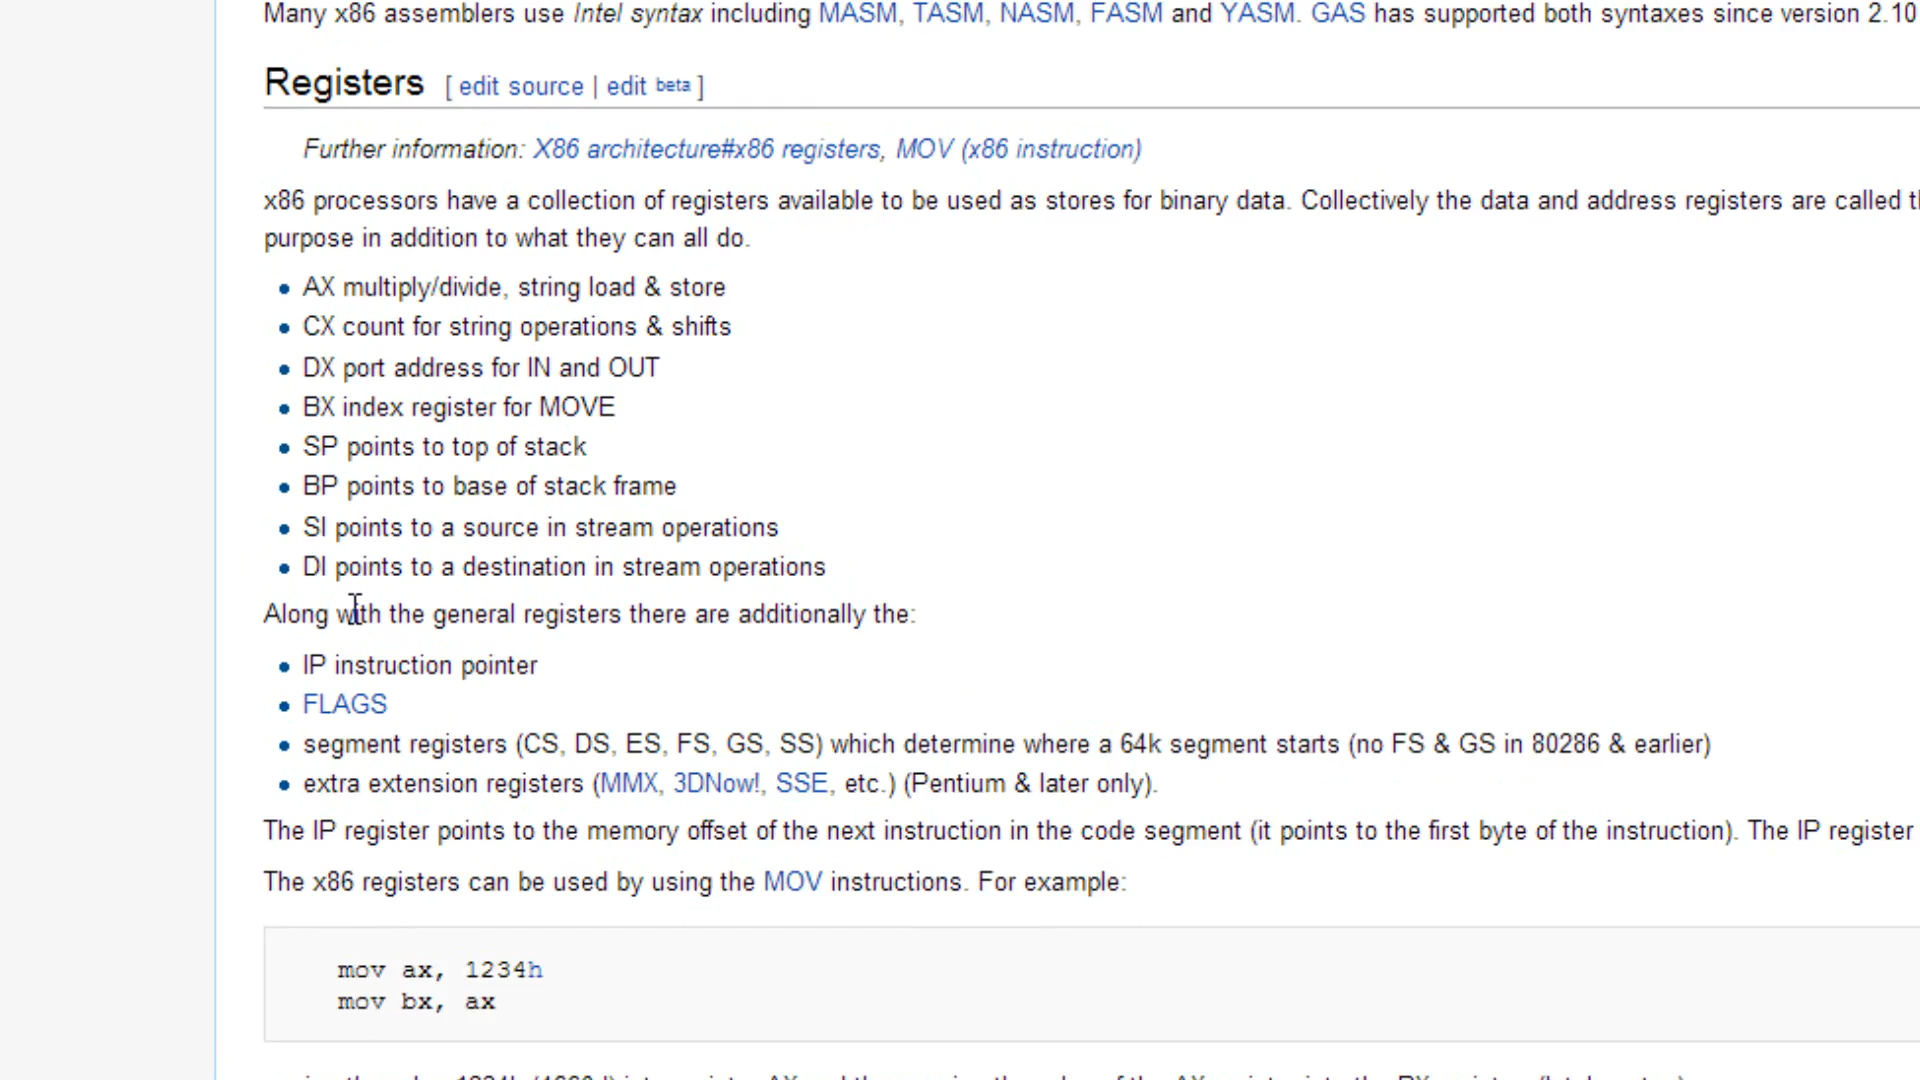 Many x86 assemblers use Intel syntax including MASM, TASM, NASM, FASM and YASM. GAS has supported both syntaxes since version 2.10
Registers [ edit source | edit beta ]
Further information: X86 architecture#x86 registers, MOV (x86 instruction)
x86 processors have a collection of registers available to be used as stores for binary data. Collectively the data and address registers are called
purpose in addition to what they can all do.
AX multiply/divide, string load & store
CX count for string operations & shifts
DX port address for IN and OUT
BX index register for MOVE
SP points to top of stack
BP points to base of stack frame
SI points to a source in stream operations
DI points to a destination in stream operations
Along with the general registers there are additionally the:
IP instruction pointer
FLAGS
segment registers (CS, DS, ES, FS, GS, SS) which determine where a 64k segment starts (no FS & GS in 80286 & earlier)
extra extension registers (MMX, 3DNow!, SSE, etc.) (Pentium & later only).
The IP register points to the memory offset of the next instruction in the code segment (it points to the first byte of the instruction). The IP register
The x86 registers can be used by using the MOV instructions. For example:
mov ax, 1234h
mov bx, ax